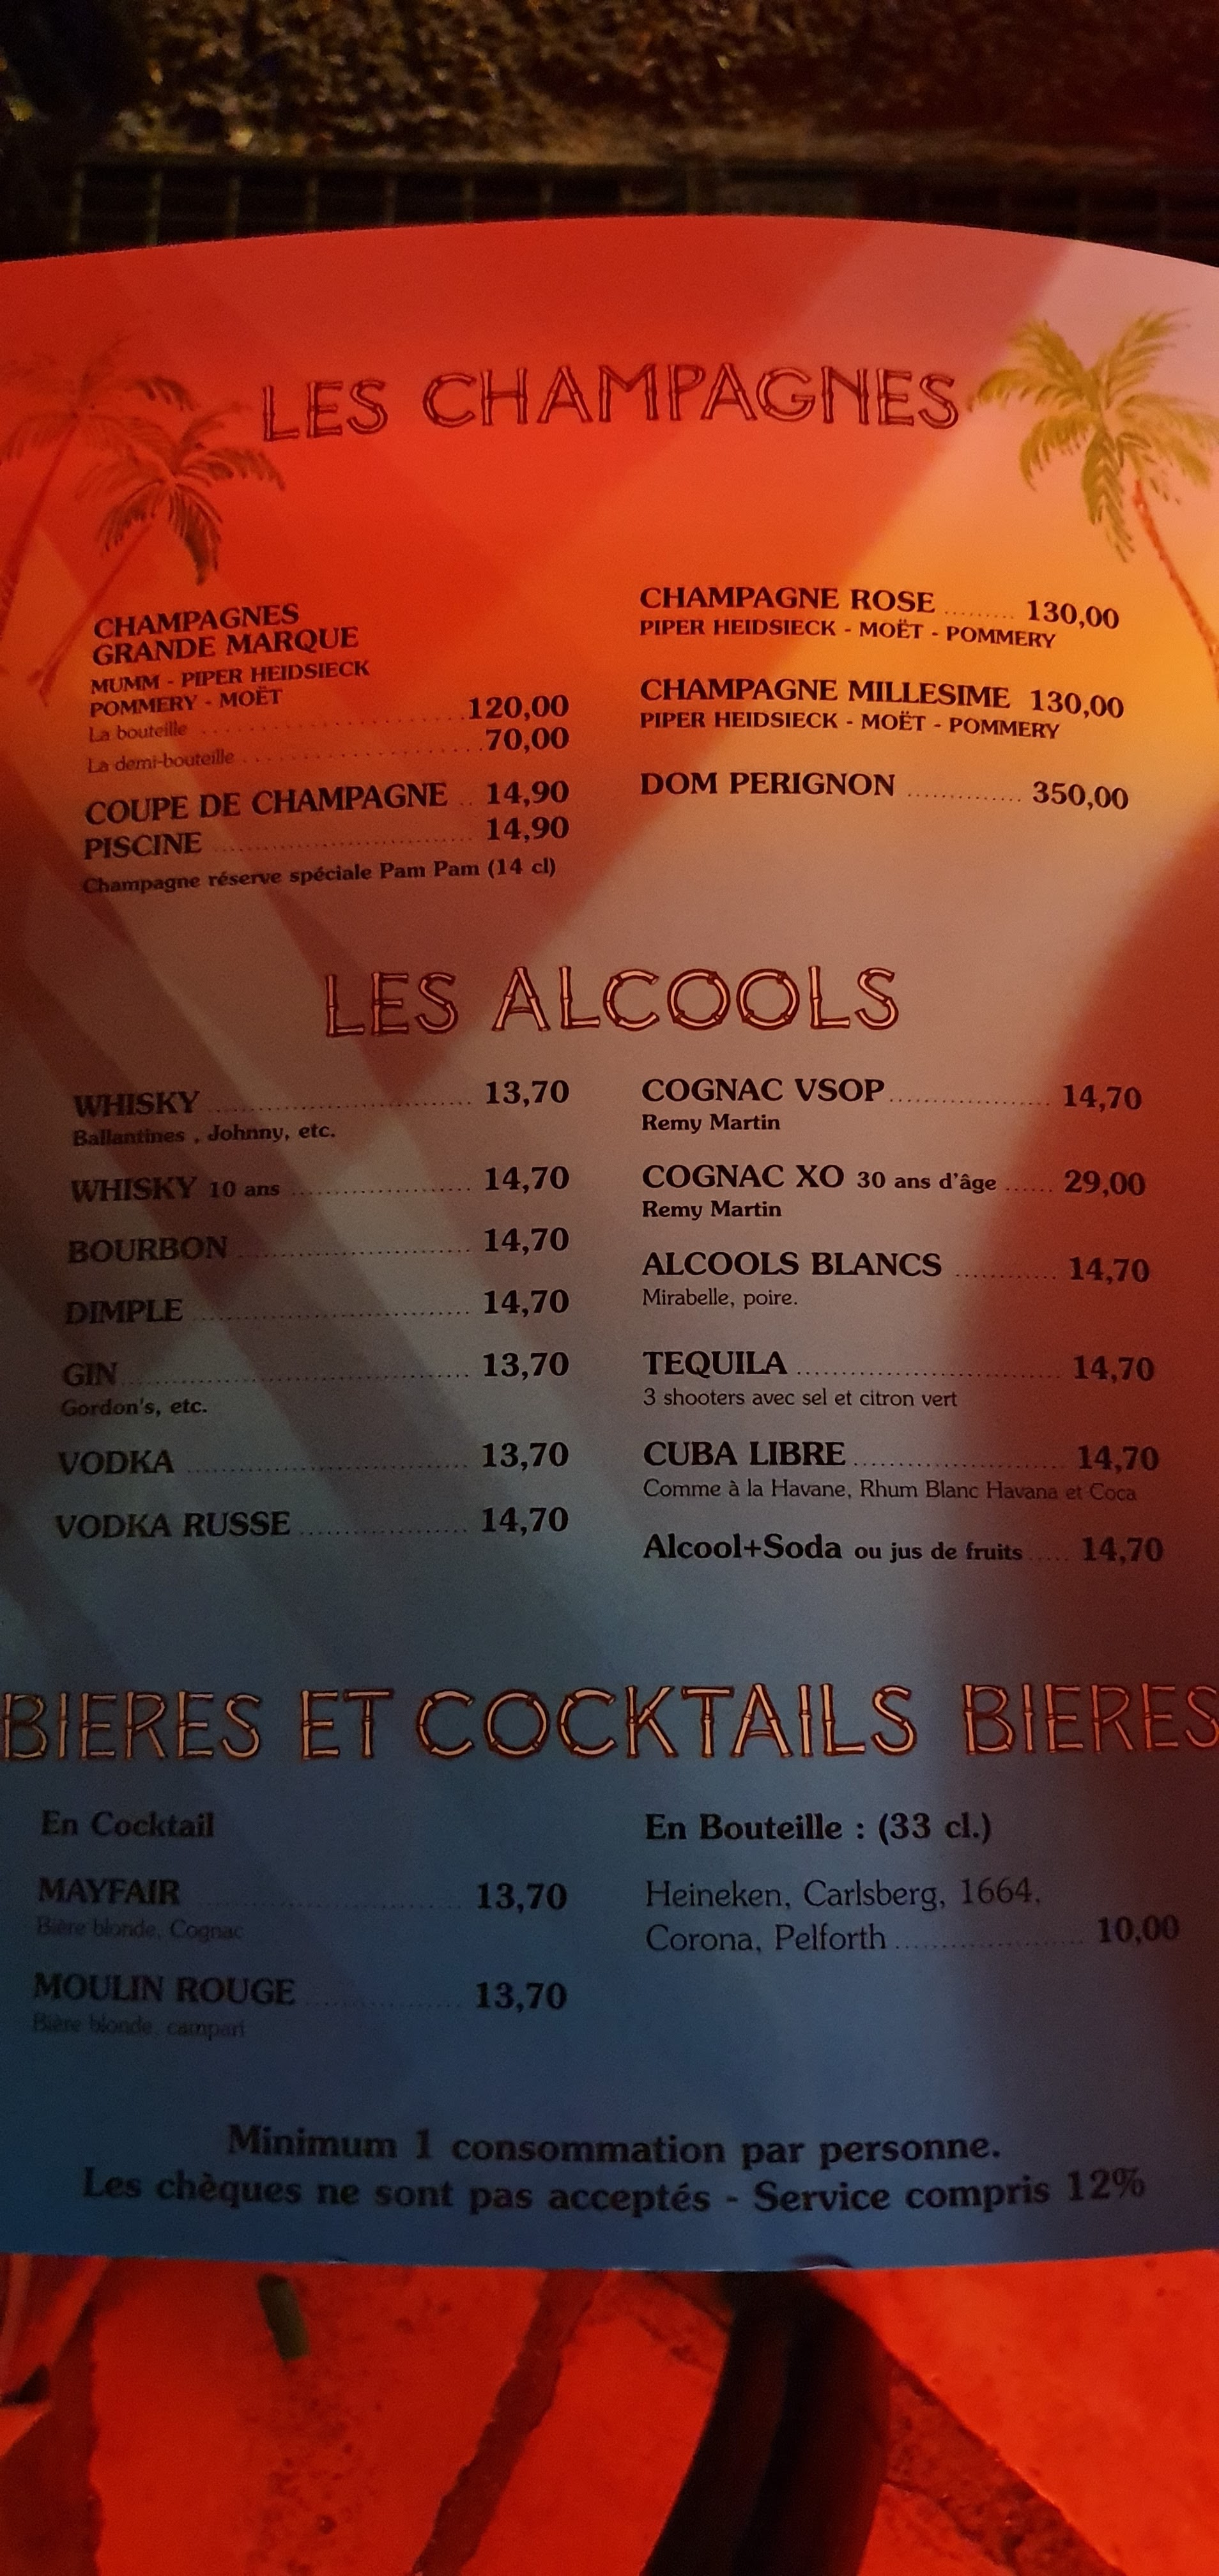 LES CHAMPAGNES
CHAMPAGNES
GRANDE MARQUE
MUMM - PIPER HEIDSIECK
POMMERY - MOËT
La bouteille ..................... 120,00
La demi-bouteille ..................... 70,00
COUPE DE CHAMPAGNE .. 14,90
PISCINE ..................... 14,90
Champagne réserve spéciale Pam Pam (14 cl)
CHAMPAGNE ROSE ......... 130,00
PIPER HEIDSIECK - MOËT - POMMERY
CHAMPAGNE MILLESIME 130,00
PIPER HEIDSIECK - MOËT - POMMERY
DOM PERIGNON ............. 350,00
LES ALCOOLS
WHISKY ..................... 13,70
Ballantines , Johnny, etc.
WHISKY 10 ans ..................... 14,70
BOURBON ..................... 14,70
DIMPLE ..................... 14,70
GIN ..................... 13,70
Gordon's, etc.
VODKA ..................... 13,70
VODKA RUSSE ..................... 14,70
COGNAC VSOP ..................... 14,70
Remy Martin
COGNAC XO 30 ans d'âge ...... 29,00
Remy Martin
ALCOOLS BLANCS ............ 14,70
Mirabelle, poire.
TEQUILA ..................... 14,70
3 shooters avec sel et citron vert
CUBA LIBRE ..................... 14,70
Comme à la Havane, Rhum Blanc Havana et Coca
Alcool+Soda ou jus de fruits ..... 14,70
BIERES ET COCKTAILS BIERES
En Cocktail
MAYFAIR ..................... 13,70
Bière blonde, Cognac
MOULIN ROUGE ..................... 13,70
Bière blonde, campari
En Bouteille : (33 cl.)
Heineken, Carlsberg, 1664,
Corona, Pelforth ..................... 10,00
Minimum 1 consommation par personne.
Les chèques ne sont pas acceptés - Service compris 12%